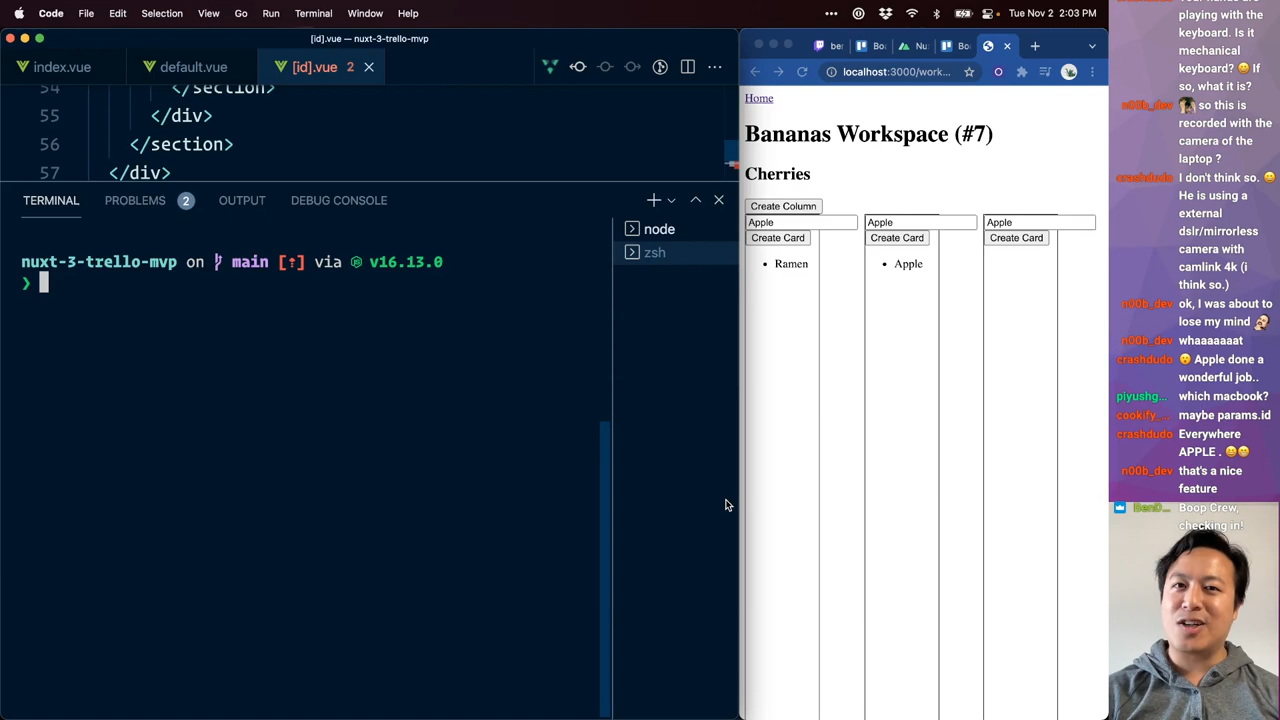 Code File Edit Selection View Go Run Terminal Window Help
Tue Nov 2 2:03 PM
[id].vue — nuxt-3-trello-mvp
index.vue
default.vue
[id].vue 2
54 </section>
55 </div>
56 </section>
57 </div>
TERMINAL PROBLEMS 2 OUTPUT DEBUG CONSOLE
node
zsh
nuxt-3-trello-mvp on main [⇡] via v16.13.0
❯
Nu
localhost:3000/work...
Home
Bananas Workspace (#7)
Cherries
Create Column
Apple Apple Apple
Create Card Create Card Create Card
• Ramen • Apple
playing with the
keyboard. Is it
mechanical
keyboard? 😀 If
so, what it is?
n00b_dev so this is
recorded with the
camera of the
laptop ?
crashdudo I don't think so. 😀
He is using a
external
dslr/mirrorless
camera with
camlink 4k (i
think so.)
n00b_dev ok, I was about to
lose my mind
n00b_dev whaaaaaat
crashdudo 😮 Apple done a
wonderful job..
piyushg... which macbook?
cookify_... maybe params.id
crashdudo Everywhere
APPLE . 😀😁
n00b_dev that's a nice
feature
BenD... Boop Crew,
checking in!